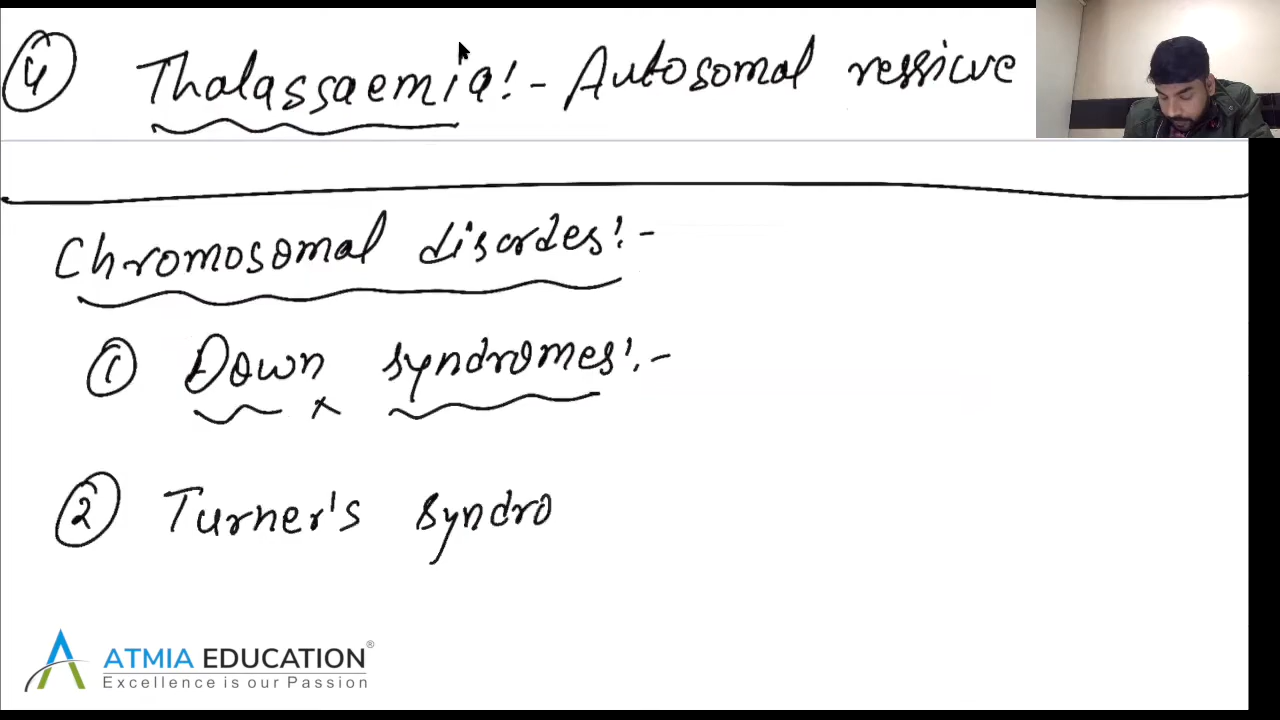 4 Thalassaemia:- Autosomal ressive
Chromosomal disordes:-
1 Down syndromes:-
x
2 Turner's syndro
ATMIA EDUCATION®
Excellence is our Passion